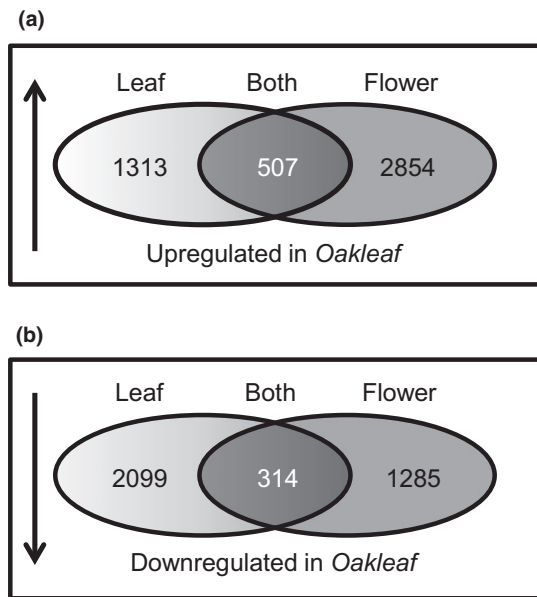 (a)
Leaf Both Flower
1313 507 2854
Upregulated in Oakleaf
(b)
Leaf Both Flower
2099 314 1285
Downregulated in Oakleaf